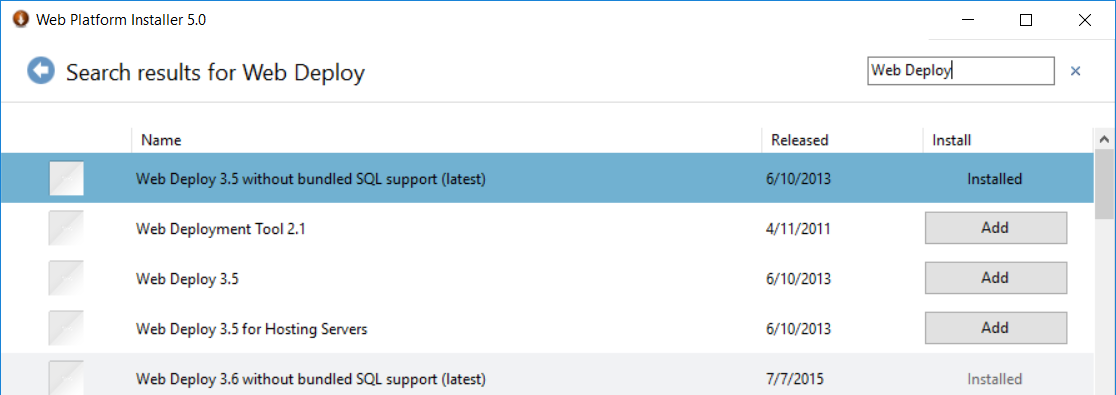 Web Platform Installer 5.0
Search results for Web Deploy
Web Deploy
Name Released Install
Web Deploy 3.5 without bundled SQL support (latest) 6/10/2013 Installed
Web Deployment Tool 2.1 4/11/2011 Add
Web Deploy 3.5 6/10/2013 Add
Web Deploy 3.5 for Hosting Servers 6/10/2013 Add
Web Deploy 3.6 without bundled SQL support (latest) 7/7/2015 Installed